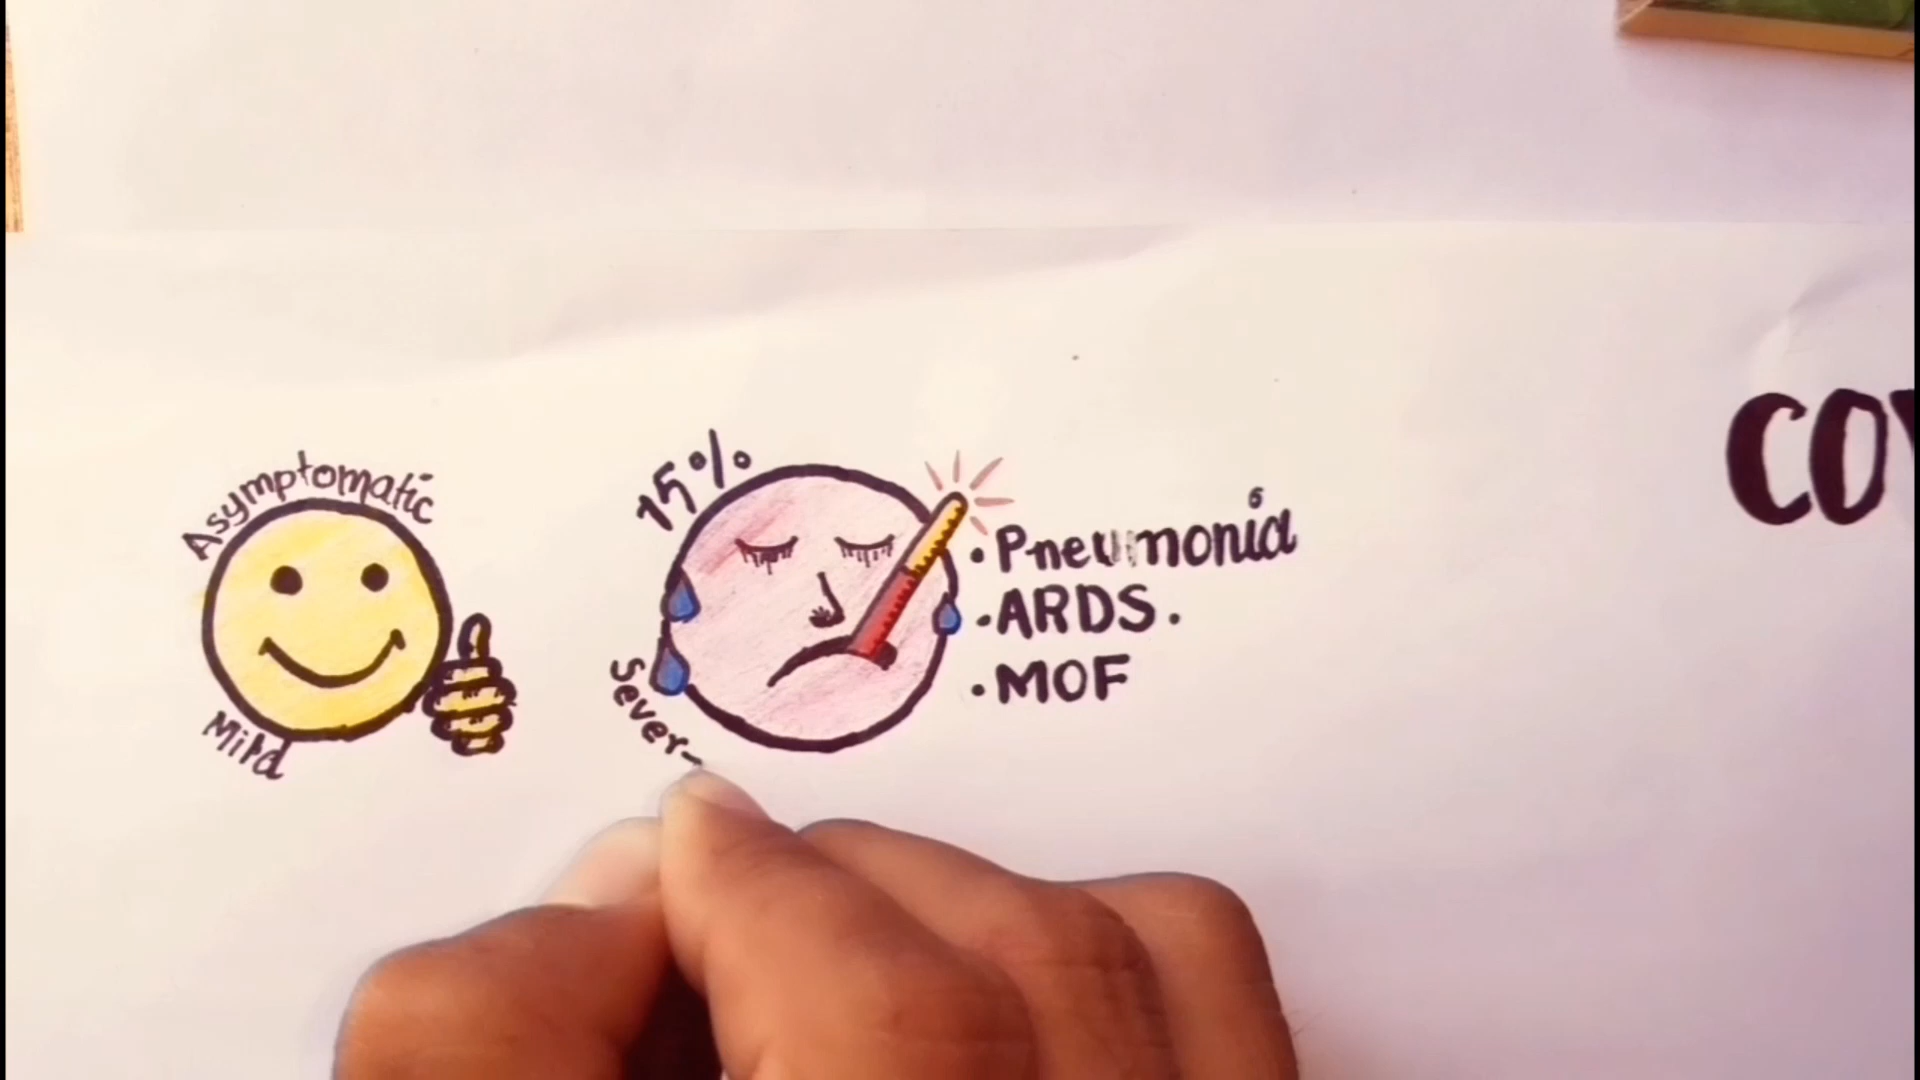 Asymptomatic
Mild
15%
Sever-
• Pneumonia
• ARDS.
• MOF
CO